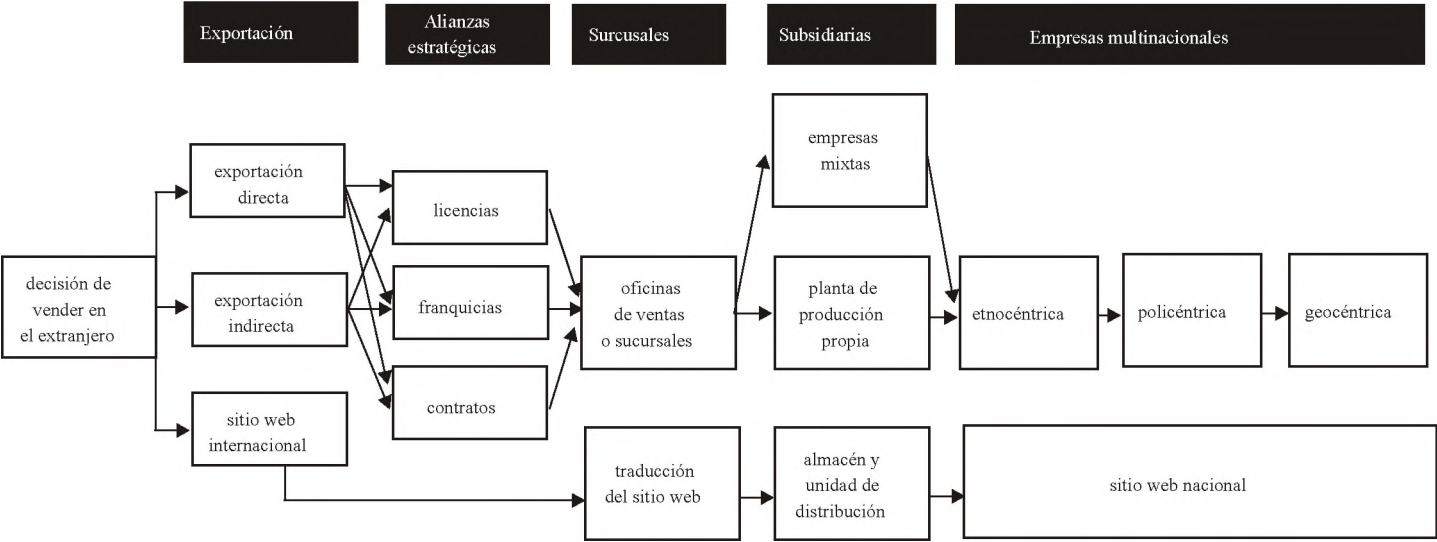 Exportación
Alianzas
estratégicas
Surcusales
Subsidiarias
Empresas multinacionales
decisión de
vender en
el extranjero
exportación
directa
exportación
indirecta
sitio web
internacional
licencias
franquicias
contratos
oficinas
de ventas
o sucursales
traducción
del sitio web
empresas
mixtas
planta de
producción
propia
almacén y
unidad de
distribución
etnocéntrica
policéntrica
geocéntrica
sitio web nacional